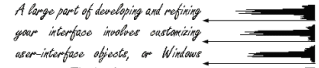 A large part of developing and refining
your interface involves customizing
user-interface objects, or Windows